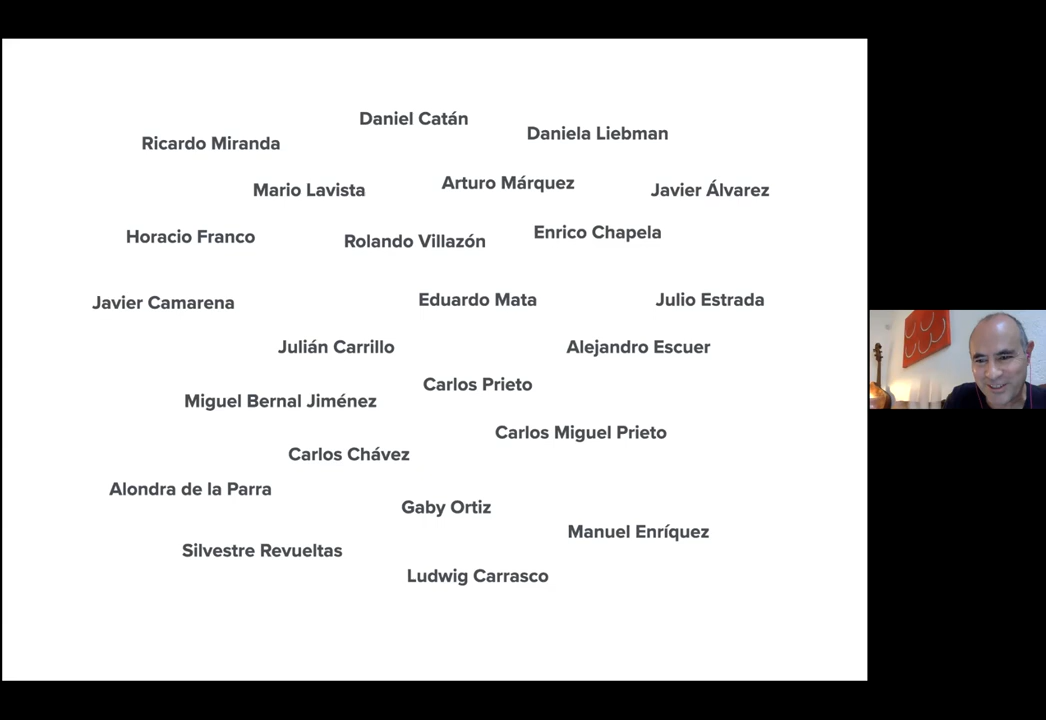 Daniel Catán
Daniela Liebman
Ricardo Miranda
Arturo Márquez
Mario Lavista
Javier Álvarez
Enrico Chapela
Horacio Franco
Rolando Villazón
Eduardo Mata
Julio Estrada
Javier Camarena
Julián Carrillo
Alejandro Escuer
Carlos Prieto
Miguel Bernal Jiménez
Carlos Miguel Prieto
Carlos Chávez
Alondra de la Parra
Gaby Ortiz
Manuel Enríquez
Silvestre Revueltas
Ludwig Carrasco